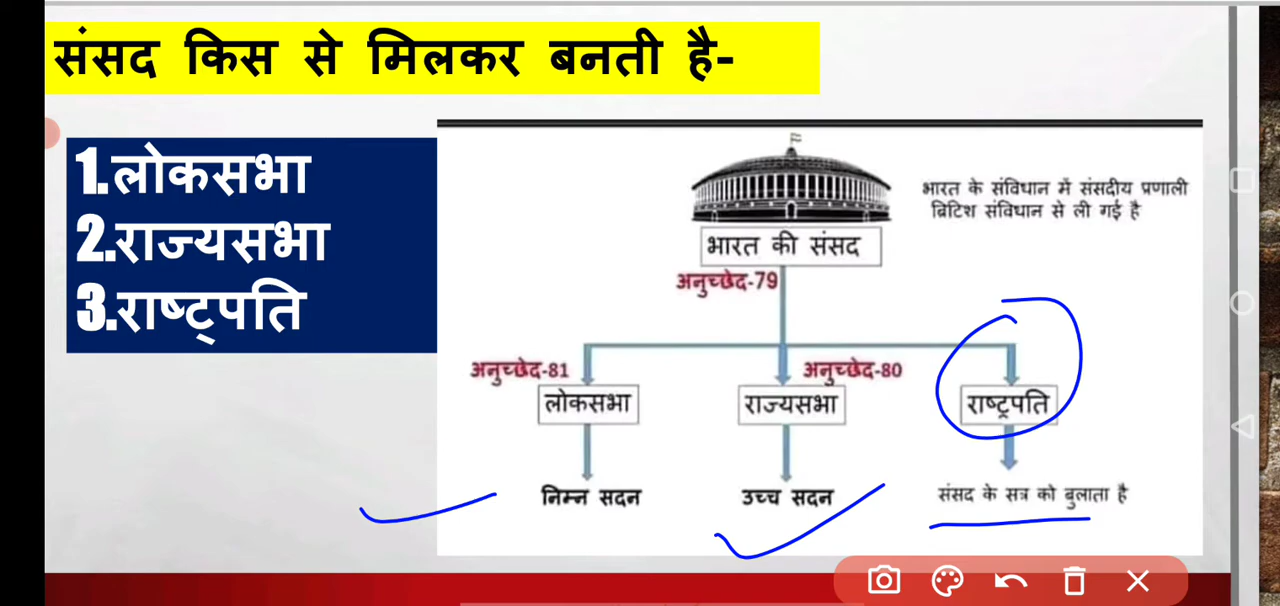 संसद किस से मिलकर बनती है-
1.लोकसभा
2.राज्यसभा
3.राष्ट्रपति
भारत के संविधान में संसदीय प्रणाली
ब्रिटिश संविधान से ली गई है
भारत की संसद
अनुच्छेद-79
अनुच्छेद-81
अनुच्छेद-80
लोकसभा
राज्यसभा
राष्ट्रपति
निम्न सदन
उच्च सदन
संसद के सत्र को बुलाता है